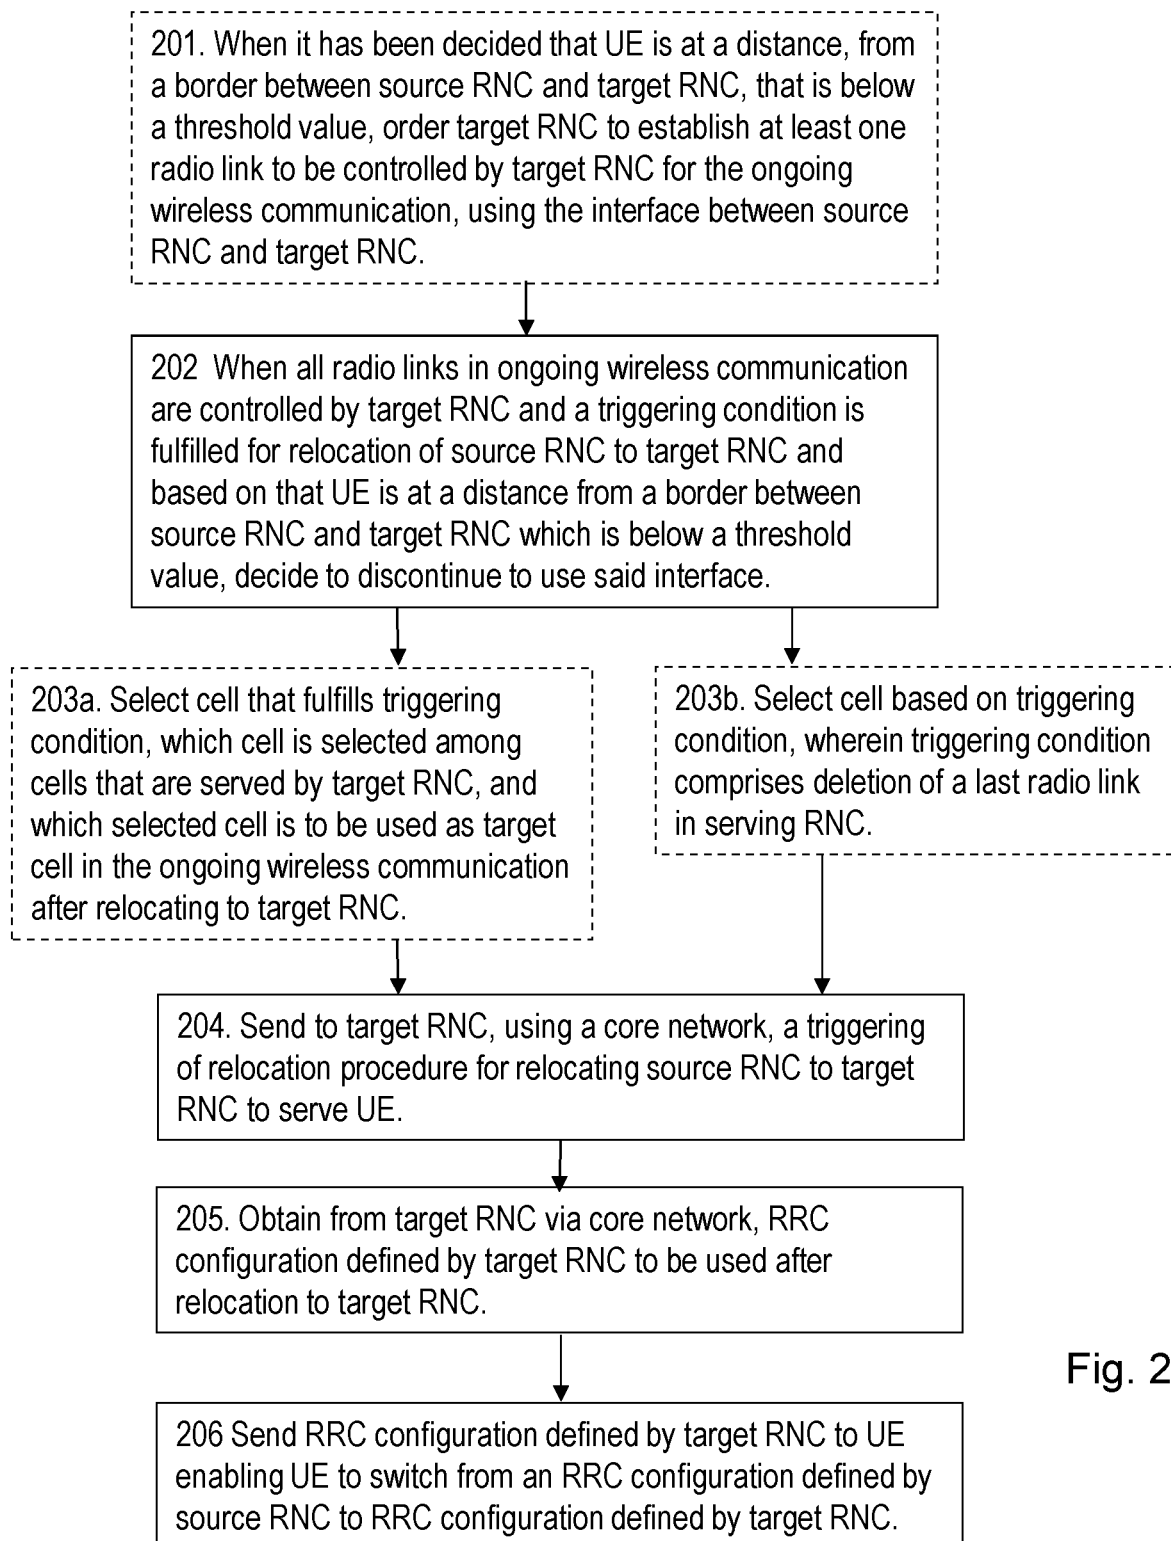 201. When it has been decided that UE is at a distance, from
a border between source RNC and target RNC, that is below
a threshold value, order target RNC to establish at least one
radio link to be controlled by target RNC for the ongoing
wireless communication, using the interface between source
RNC and target RNC.
202 When all radio links in ongoing wireless communication
are controlled by target RNC and a triggering condition is
fulfilled for relocation of source RNC to target RNC and
based on that UE is at a distance from a border between
source RNC and target RNC which is below a threshold
value, decide to discontinue to use said interface.
203a. Select cell that fulfills triggering
condition, which cell is selected among
cells that are served by target RNC, and
which selected cell is to be used as target
cell in the ongoing wireless communication
after relocating to target RNC.
203b. Select cell based on triggering
condition, wherein triggering condition
comprises deletion of a last radio link
in serving RNC.
204. Send to target RNC, using a core network, a triggering
of relocation procedure for relocating source RNC to target
RNC to serve UE.
205. Obtain from target RNC via core network, RRC
configuration defined by target RNC to be used after
relocation to target RNC.
Fig. 2
206 Send RRC configuration defined by target RNC to UE
enabling UE to switch from an RRC configuration defined by
source RNC to RRC configuration defined by target RNC.